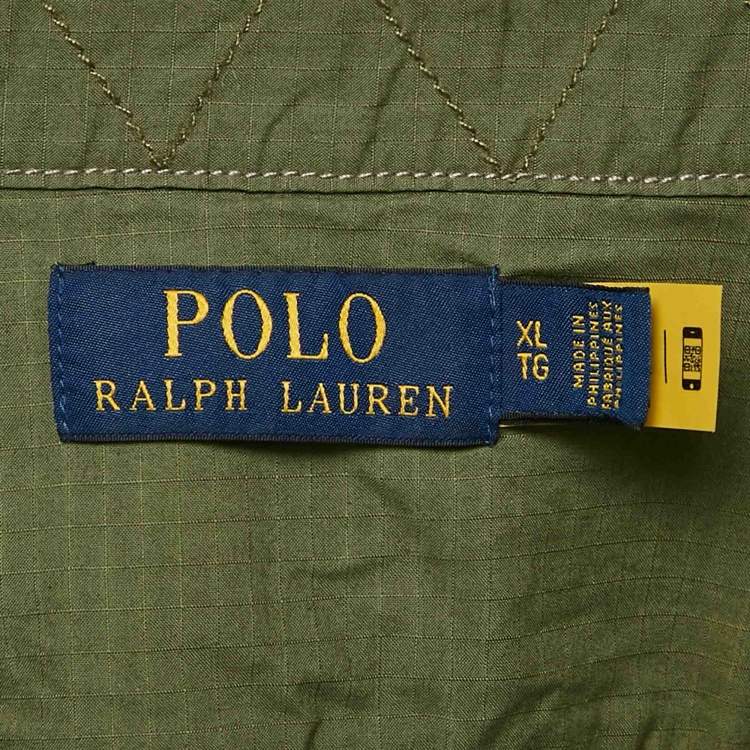 POLO
RALPH LAUREN
XL
TG
MADE IN
PHILIPPINES
FABRIQUÉ AUX
PHILIPPINES